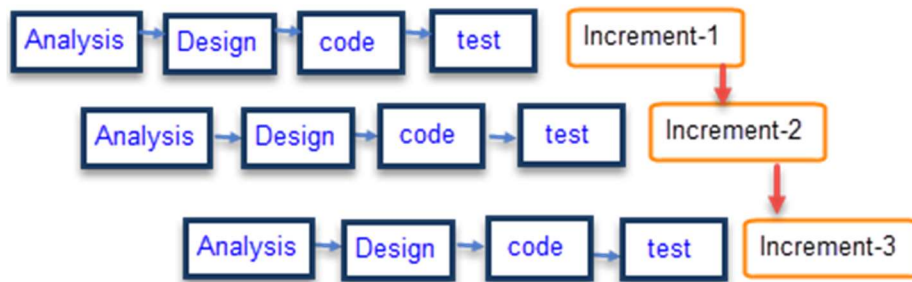 Analysis Design code test Increment-1
Analysis Design code test Increment-2
Analysis Design code test Increment-3